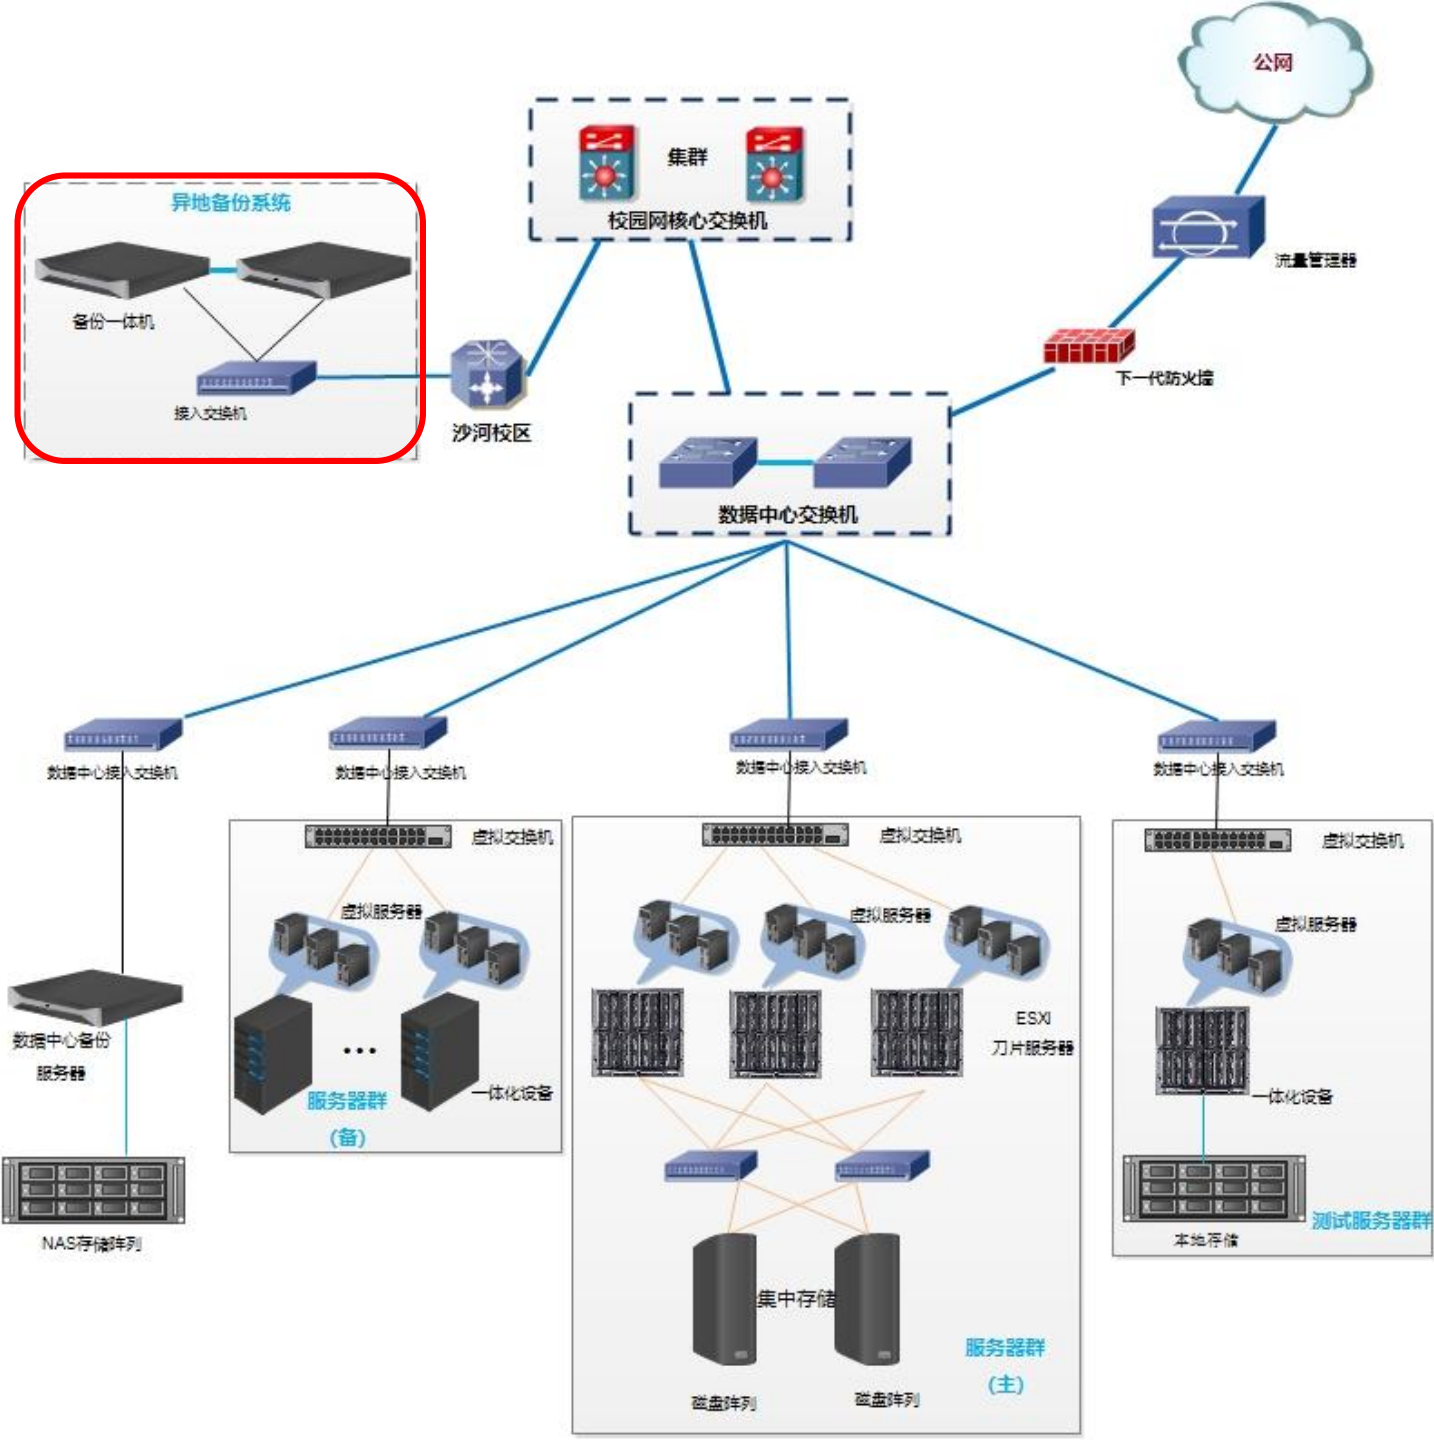 公网
集群
校园网核心交换机
异地备份系统
备份一体机
接入交换机
沙河校区
流量管理器
下一代防火墙
数据中心交换机
数据中心接入交换机
数据中心接入交换机
数据中心接入交换机
数据中心接入交换机
虚拟交换机
虚拟交换机
虚拟交换机
虚拟服务器
虚拟服务器
虚拟服务器
数据中心备份
服务器
NAS存储阵列
...
一体化设备
服务器群
(备)
ESXI
刀片服务器
集中存储
磁盘阵列
磁盘阵列
服务器群
(主)
一体化设备
本地存储
测试服务器群